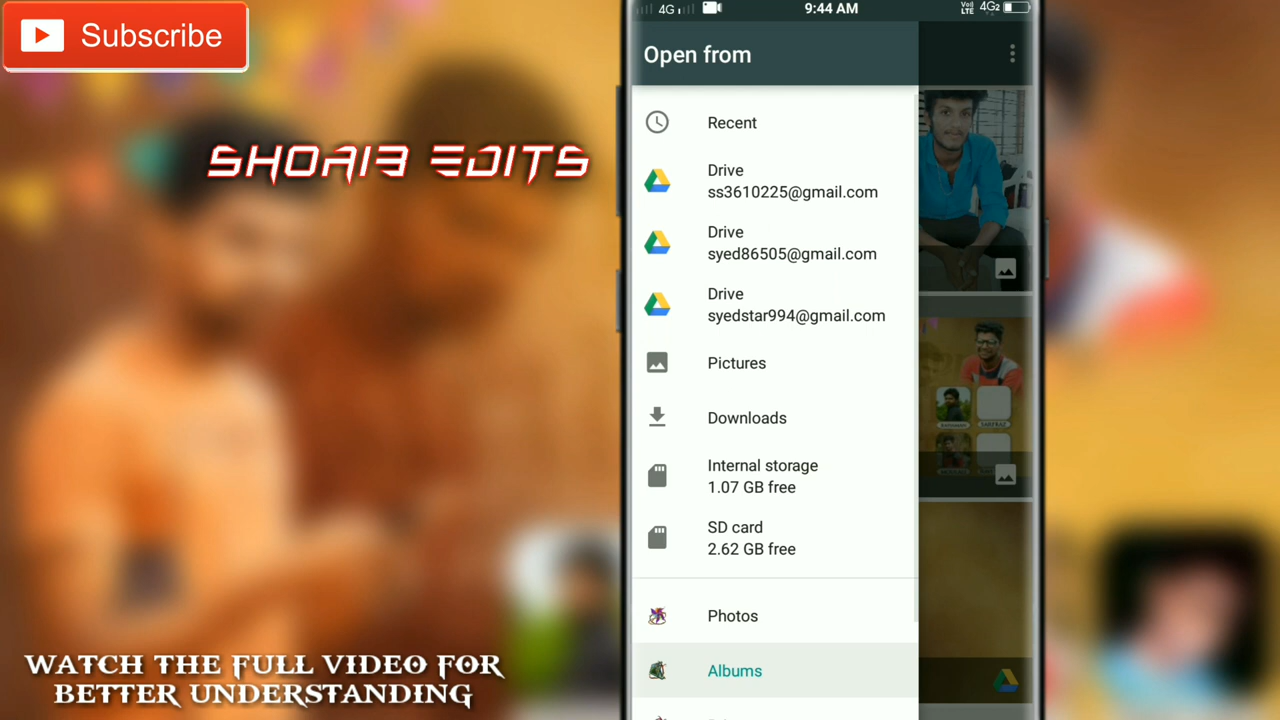 Subscribe
SHOAIB EDITS
WATCH THE FULL VIDEO FOR
BETTER UNDERSTANDING
4G
9:44 AM
VoLTE 4G2
Open from
Recent
Drive
ss3610225@gmail.com
Drive
syed86505@gmail.com
Drive
syedstar994@gmail.com
Pictures
Downloads
Internal storage
1.07 GB free
SD card
2.62 GB free
Photos
Albums